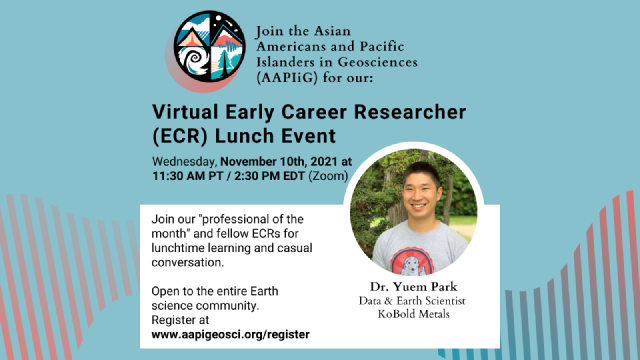 Join the Asian
Americans and Pacific
Islanders in Geosciences
(AAPIiG) for our:
Virtual Early Career Researcher
(ECR) Lunch Event
Wednesday, November 10th, 2021 at
11:30 AM PT / 2:30 PM EDT (Zoom)
Join our "professional of the
month" and fellow ECRs for
lunchtime learning and casual
conversation.
Open to the entire Earth
science community.
Register at
www.aapigeosci.org/register
Dr. Yuem Park
Data & Earth Scientist
KoBold Metals